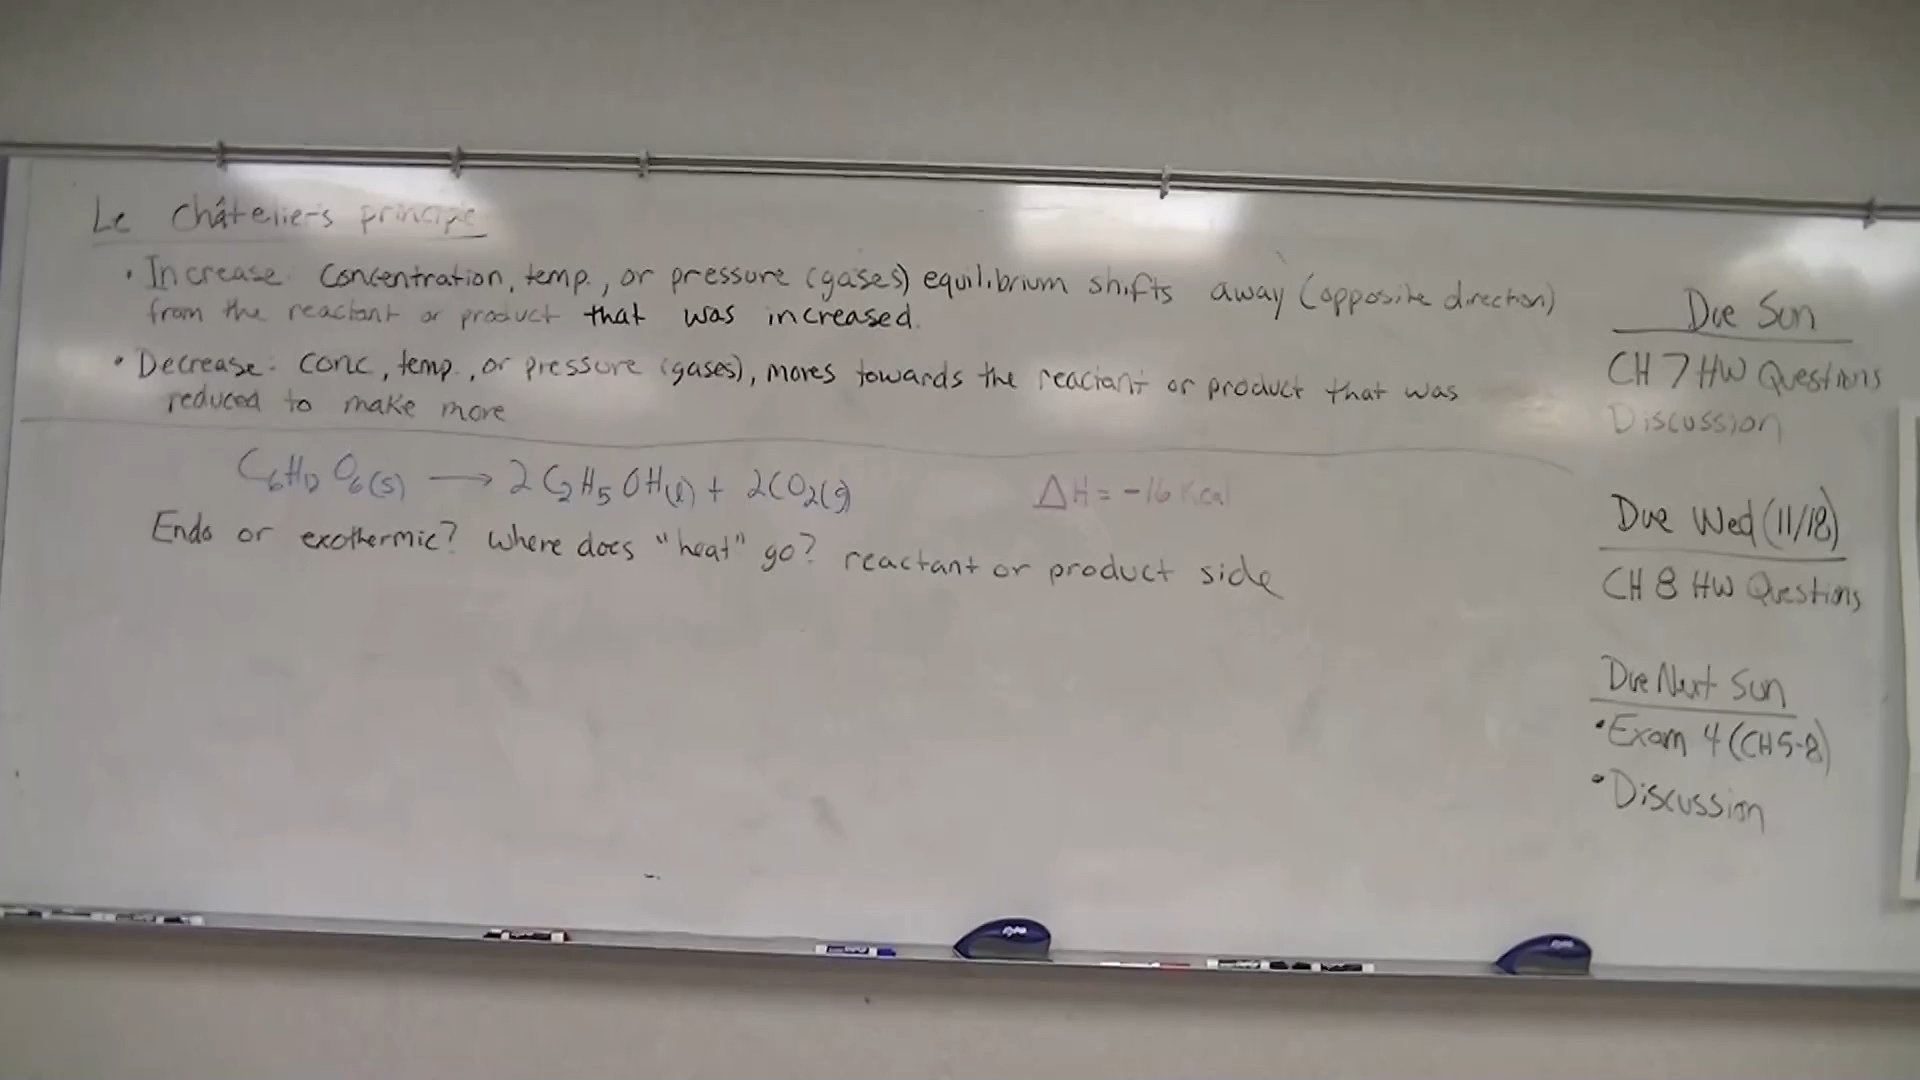 Le Châtelier's principle
• Increase: concentration, temp., or pressure (gases) equilibrium shifts away (opposite direction)
from the reactant or product that was increased.
• Decrease: conc, temp., or pressure (gases), moves towards the reactant or product that was
reduced to make more
C₆H₁₂O₆(s) → 2 C₂H₅OH(l) + 2CO₂(g) ΔH = -16 Kcal
Endo or exothermic? Where does "heat" go? reactant or product side
Due Sun
CH 7 HW Questions
Discussion
Due Wed (11/18)
CH 8 HW Questions
Due Next Sun
• Exam 4 (CH 5-8)
• Discussion